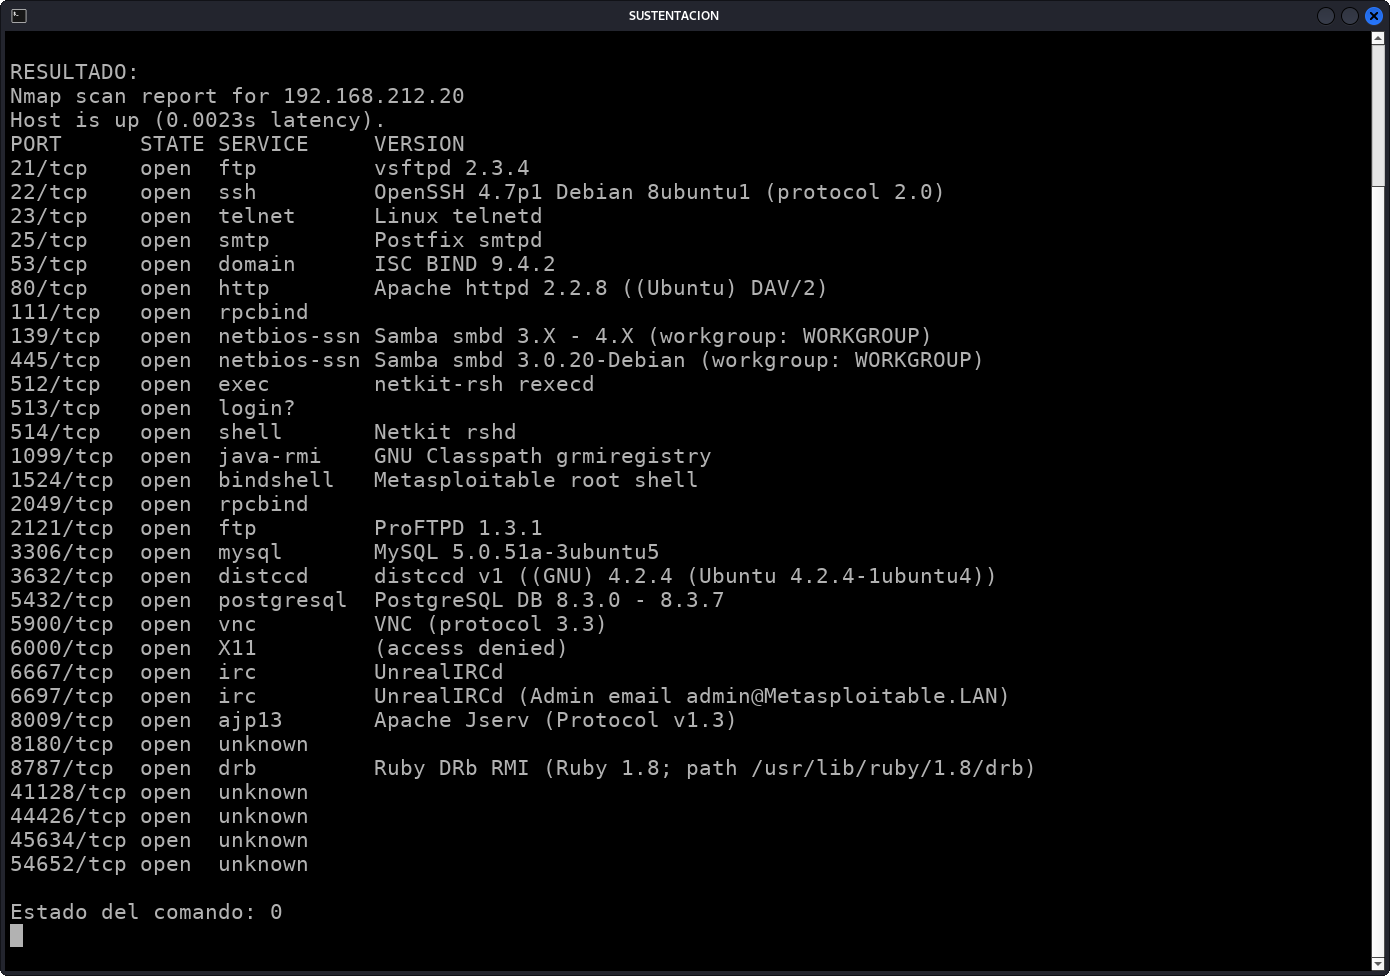 SUSTENTACION
RESULTADO:
Nmap scan report for 192.168.212.20
Host is up (0.0023s latency).
PORT      STATE SERVICE     VERSION
21/tcp    open  ftp         vsftpd 2.3.4
22/tcp    open  ssh         OpenSSH 4.7p1 Debian 8ubuntu1 (protocol 2.0)
23/tcp    open  telnet      Linux telnetd
25/tcp    open  smtp        Postfix smtpd
53/tcp    open  domain      ISC BIND 9.4.2
80/tcp    open  http        Apache httpd 2.2.8 ((Ubuntu) DAV/2)
111/tcp   open  rpcbind
139/tcp   open  netbios-ssn Samba smbd 3.X - 4.X (workgroup: WORKGROUP)
445/tcp   open  netbios-ssn Samba smbd 3.0.20-Debian (workgroup: WORKGROUP)
512/tcp   open  exec        netkit-rsh rexecd
513/tcp   open  login?
514/tcp   open  shell       Netkit rshd
1099/tcp  open  java-rmi    GNU Classpath grmiregistry
1524/tcp  open  bindshell   Metasploitable root shell
2049/tcp  open  rpcbind
2121/tcp  open  ftp         ProFTPD 1.3.1
3306/tcp  open  mysql       MySQL 5.0.51a-3ubuntu5
3632/tcp  open  distccd     distccd v1 ((GNU) 4.2.4 (Ubuntu 4.2.4-1ubuntu4))
5432/tcp  open  postgresql  PostgreSQL DB 8.3.0 - 8.3.7
5900/tcp  open  vnc         VNC (protocol 3.3)
6000/tcp  open  X11         (access denied)
6667/tcp  open  irc         UnrealIRCd
6697/tcp  open  irc         UnrealIRCd (Admin email admin@Metasploitable.LAN)
8009/tcp  open  ajp13       Apache Jserv (Protocol v1.3)
8180/tcp  open  unknown
8787/tcp  open  drb         Ruby DRb RMI (Ruby 1.8; path /usr/lib/ruby/1.8/drb)
41128/tcp open  unknown
44426/tcp open  unknown
45634/tcp open  unknown
54652/tcp open  unknown
Estado del comando: 0